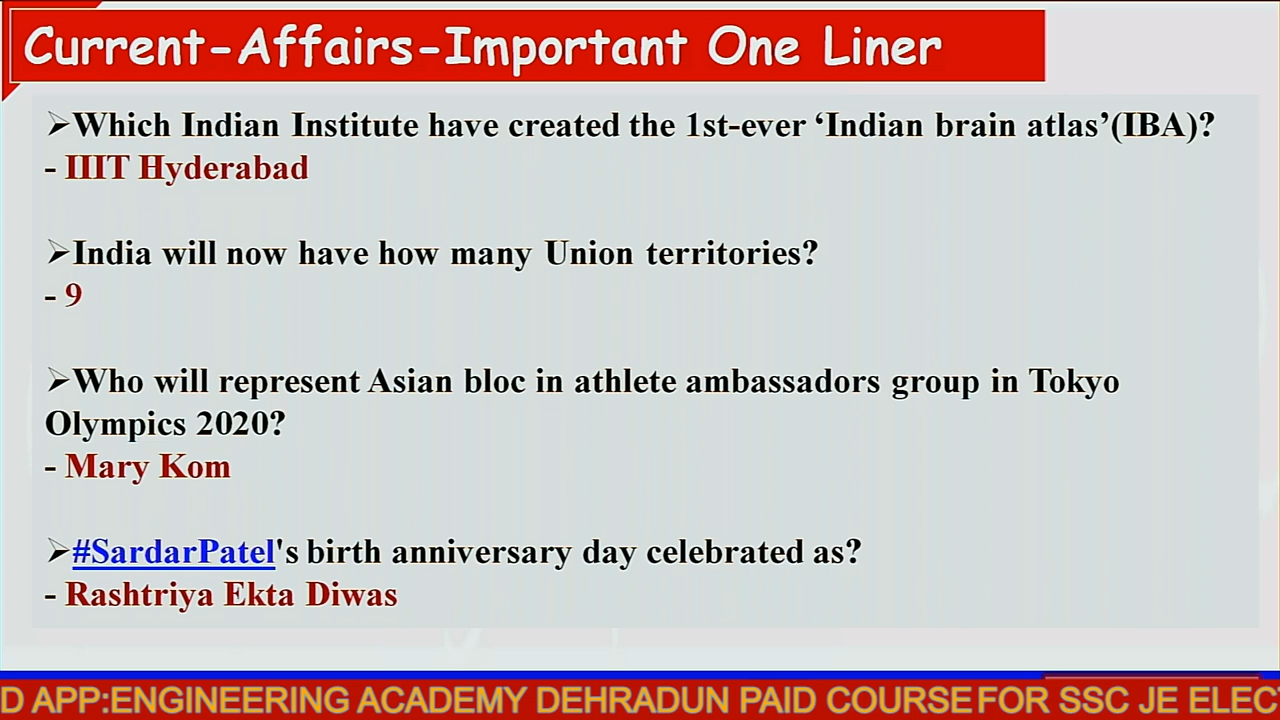 Current-Affairs-Important One Liner
➢Which Indian Institute have created the 1st-ever ‘Indian brain atlas’(IBA)?
- IIIT Hyderabad
➢India will now have how many Union territories?
- 9
➢Who will represent Asian bloc in athlete ambassadors group in Tokyo
Olympics 2020?
- Mary Kom
➢#SardarPatel's birth anniversary day celebrated as?
- Rashtriya Ekta Diwas
D APP:ENGINEERING ACADEMY DEHRADUN PAID COURSE FOR SSC JE ELEC